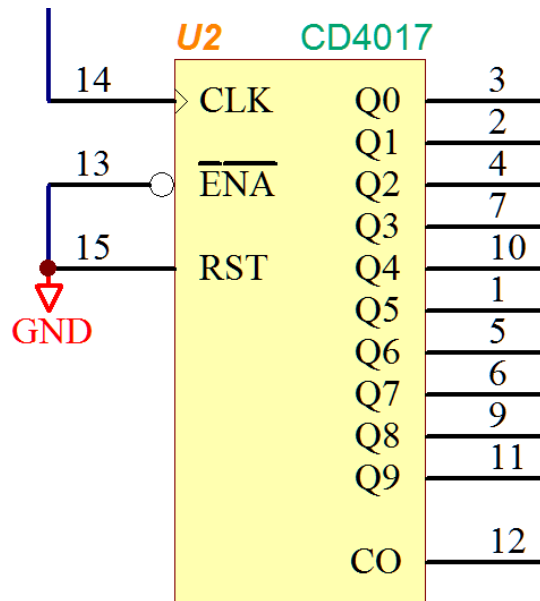 U2 CD4017
14 CLK Q0 3
Q1 2
13 ENA Q2 4
Q3 7
15 RST Q4 10
GND Q5 1
Q6 5
Q7 6
Q8 9
Q9 11
CO 12